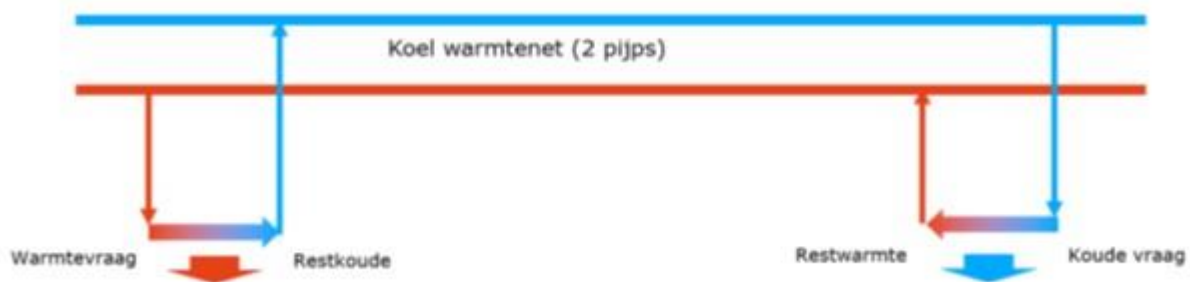 Koel warmtenet (2 pijps)
Warmtevraag
Restkoude
Restwarmte
Koude vraag